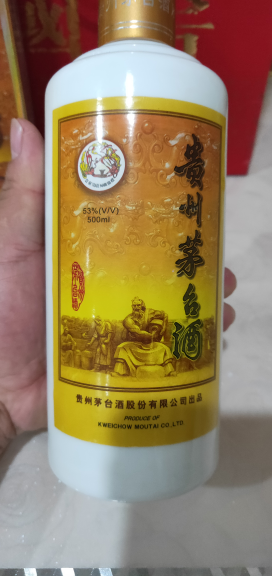 53%(V/V)
500ml
贵州茅台酒
贵州茅台酒股份有限公司出品
PRODUCE OF
KWEICHOW MOUTAI CO.,LTD.